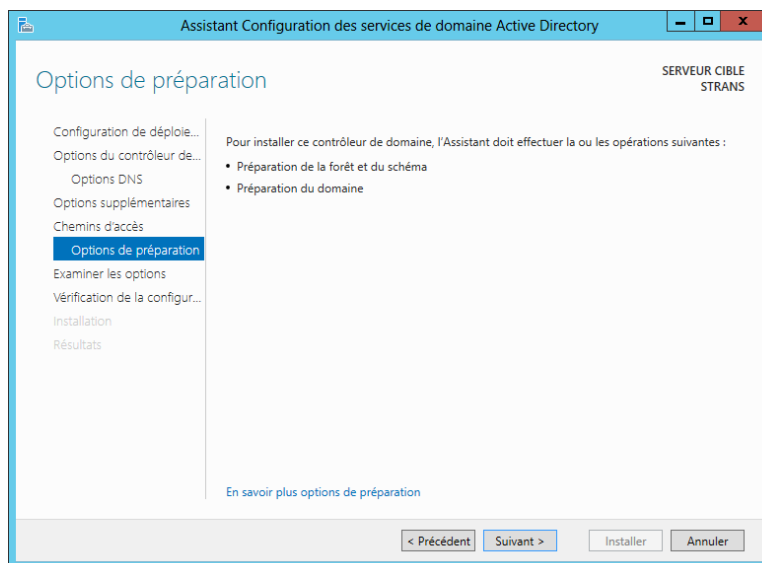 Assistant Configuration des services de domaine Active Directory
Options de préparation
SERVEUR CIBLE
STRANS
Configuration de déploie...
Options du contrôleur de...
Options DNS
Options supplémentaires
Chemins d'accès
Options de préparation
Examiner les options
Vérification de la configur...
Installation
Résultats
Pour installer ce contrôleur de domaine, l'Assistant doit effectuer la ou les opérations suivantes :
• Préparation de la forêt et du schéma
• Préparation du domaine
En savoir plus options de préparation
< Précédent
Suivant >
Installer
Annuler